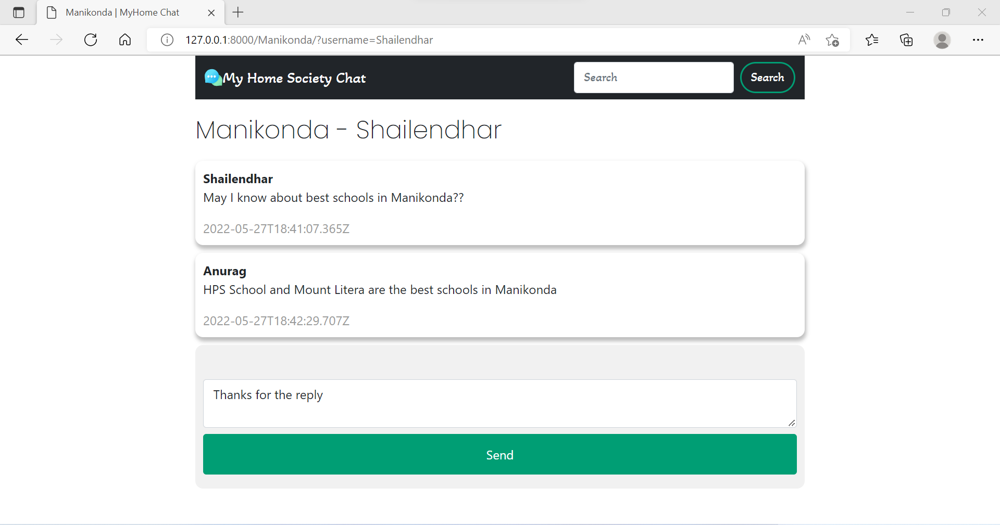 Manikonda | MyHome Chat
127.0.0.1:8000/Manikonda/?username=Shailendhar
My Home Society Chat
Search
Search
Manikonda - Shailendhar
Shailendhar
May I know about best schools in Manikonda??
2022-05-27T18:41:07.365Z
Anurag
HPS School and Mount Litera are the best schools in Manikonda
2022-05-27T18:42:29.707Z
Thanks for the reply
Send